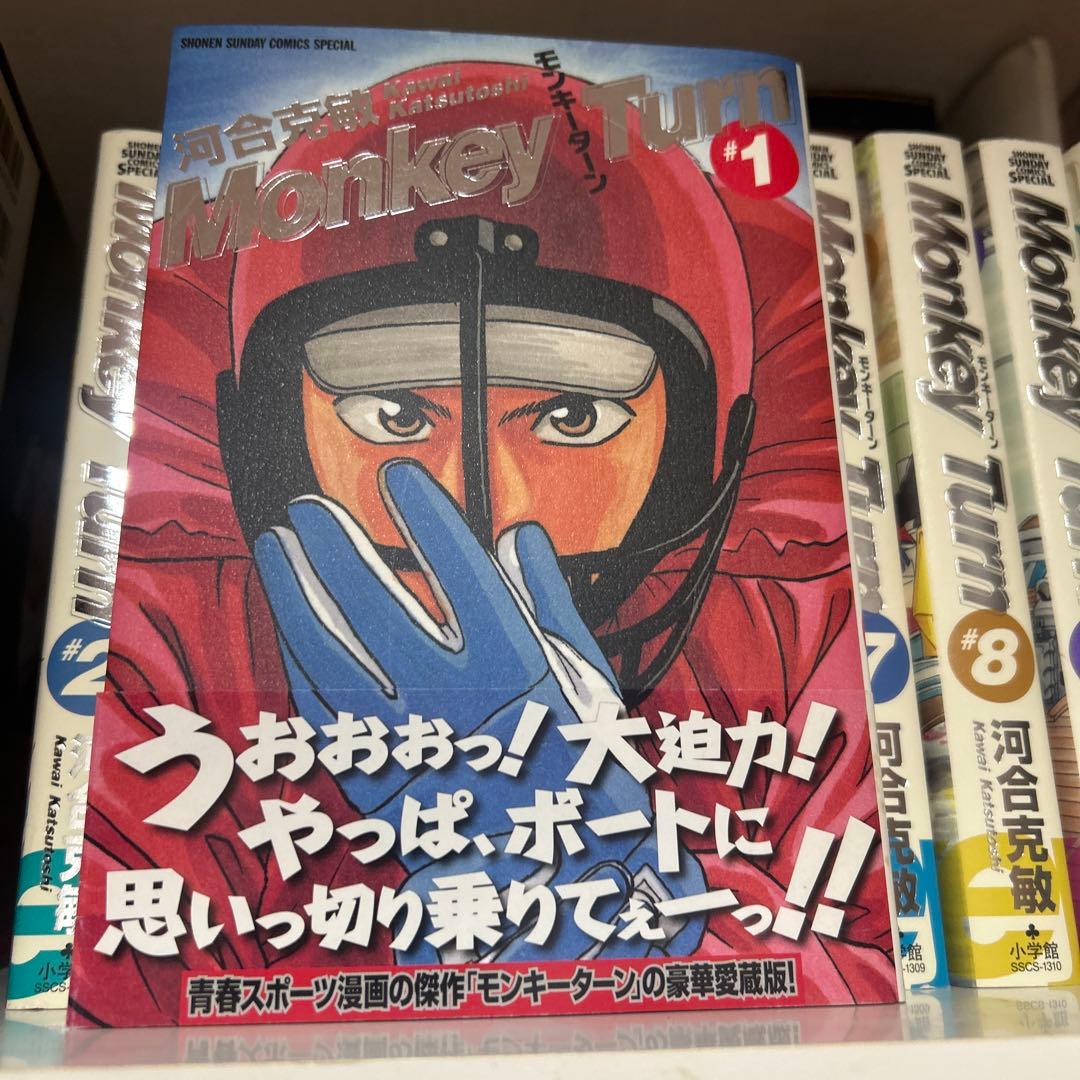 SHONEN SUNDAY COMICS SPECIAL
河合克敏
Kawai
Katsutoshi
モンキーターン
Monkey Turn
#1
うおおおっ!大迫力!
やっぱ、ボートに
思いっ切り乗りてぇーっ!!
青春スポーツ漫画の傑作「モンキーターン」の豪華愛蔵版!
SHONEN
SUNDAY
COMICS
SPECIAL
Monkey Turn
#2
Kawai Katsutoshi
小学
SSCS-
Monkey Turn
モンキーターン
7
河合克敏
-1309
SHONEN
SUNDAY
COMICS
SPECIAL
Monkey Turn
モンキーターン
#8
河合克敏
Kawai Katsutoshi
小学館
SSCS-1310
SHONEN
SUNDAY
COMICS
SPECIAL
Monkey